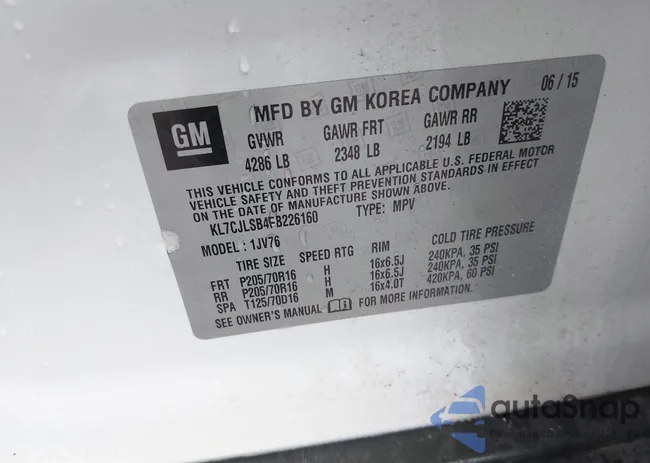 GM
MFD BY GM KOREA COMPANY 06 / 15
GVWR GAWR FRT GAWR RR
4286 LB 2348 LB 2194 LB
THIS VEHICLE CONFORMS TO ALL APPLICABLE U.S. FEDERAL MOTOR
VEHICLE SAFETY AND THEFT PREVENTION STANDARDS IN EFFECT ON
THE DATE OF MANUFACTURE SHOWN ABOVE.
KL7CJLSB4FB226160 TYPE: MPV
MODEL: 1JV76
TIRE SIZE SPEED RTG RIM COLD TIRE PRESSURE
FRT P205/70R16 H 16x6.5J 240KPA, 35 PSI
RR P205/70R16 H 16x6.5J 240KPA, 35 PSI
SPA T125/70D16 M 16x4.0T 420KPA, 60 PSI
SEE OWNER'S MANUAL FOR MORE INFORMATION.
autoSnap